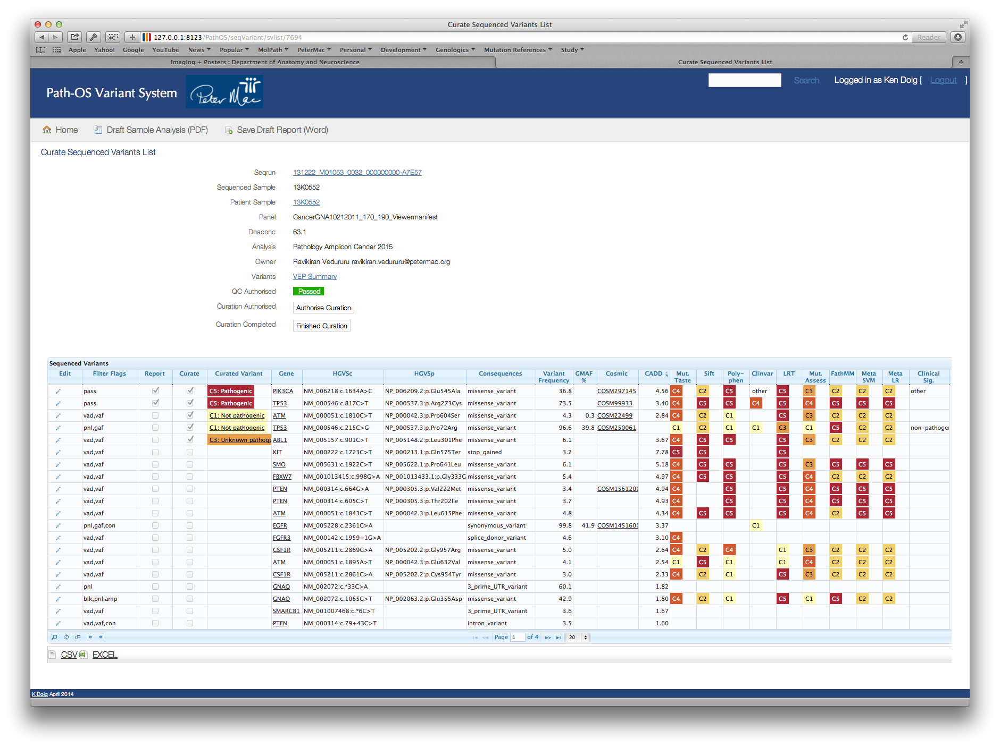 Curate Sequenced Variants List
127.0.0.1:8123/PathOS/seqVariant/svlist/7694 Reader
Apple Yahoo! Google YouTube News Popular MolPath PeterMac Personal Development Genologics Mutation References Study
Imaging + Posters : Department of Anatomy and Neuroscience Curate Sequenced Variants List
Path-OS Variant System Peter Mac Search Logged in as Ken Doig [ Logout ]
Home Draft Sample Analysis (PDF) Save Draft Report (Word)
Curate Sequenced Variants List
Seqrun 131222_M01053_0032_000000000-A7E57
Sequenced Sample 13K0552
Patient Sample 13K0552
Panel CancerGNA10212011_170_190_Viewermanifest
Dnaconc 63.1
Analysis Pathology Amplicon Cancer 2015
Owner Ravikiran Vedururu ravikiran.vedururu@petermac.org
Variants VEP Summary
QC Authorised Passed
Curation Authorised Authorise Curation
Curation Completed Finished Curation
Sequenced Variants
Edit Filter Flags Report Curate Curated Variant Gene HGVSc HGVSp Consequences Variant Frequency GMAF % Cosmic CADD Mut. Taste Sift Poly-phen Clinvar LRT Mut. Assess FathMM Meta SVM Meta LR Clinical Sig.
pass C5: Pathogenic PIK3CA NM_006218:c.1634A>C NP_006209.2:p.Glu545Ala missense_variant 36.8 COSM297145 4.56 C4 C2 C5 other C5 C3 C2 C2 C2 other
pass C5: Pathogenic TP53 NM_000546:c.817C>T NP_000537.3:p.Arg273Cys missense_variant 73.5 COSM99933 3.40 C4 C5 C5 C4 C5 C4 C5 C5 C5
vad,vaf C1: Not pathogenic ATM NM_000051:c.1810C>T NP_000042.3:p.Pro604Ser missense_variant 4.3 0.3 COSM22499 2.84 C4 C2 C1 C5 C3 C2 C2 C2
pnl,gaf C1: Not pathogenic TP53 NM_000546:c.215C>G NP_000537.3:p.Pro72Arg missense_variant 96.6 39.8 COSM250061 C1 C2 C1 C1 C3 C1 C5 C2 C2 non-pathoge
vad,vaf C3: Unknown pathoge ABL1 NM_005157:c.901C>T NP_005148.2:p.Leu301Phe missense_variant 6.1 3.67 C4 C5 C5 C5 C3 C2 C2 C2
vad,vaf KIT NM_000222:c.1723C>T NP_000213.1:p.Gln575Ter stop_gained 3.2 7.78 C5 C5 C5
vad,vaf SMO NM_005631:c.1922C>T NP_005622.1:p.Pro641Leu missense_variant 6.1 5.18 C4 C5 C5 C5 C3 C5 C5 C5
vad,vaf FBXW7 NM_001013415:c.998G>A NP_001013433.1:p.Gly333G missense_variant 5.4 4.97 C4 C5 C5 C5 C4 C2 C2 C2
vad,vaf PTEN NM_000314:c.664G>A NP_000305.3:p.Val222Met missense_variant 3.4 COSM1561200 4.94 C4 C5 C5 C4 C5 C5 C5
vad,vaf PTEN NM_000314:c.605C>T NP_000305.3:p.Thr202Ile missense_variant 3.7 4.93 C4 C5 C5 C4 C5 C5 C5
vad,vaf ATM NM_000051:c.1843C>T NP_000042.3:p.Leu615Phe missense_variant 4.8 4.34 C4 C5 C5 C5 C4 C2 C5 C5
pnl,gaf,con EGFR NM_005228:c.2361G>A synonymous_variant 99.8 41.9 COSM1451600 3.37 C1
vad,vaf FGFR3 NM_000142:c.1959+1G>A splice_donor_variant 4.6 3.10 C4
vad,vaf CSF1R NM_005211:c.2869G>A NP_005202.2:p.Gly957Arg missense_variant 5.0 2.64 C4 C2 C4 C1 C3 C2 C2 C2
vad,vaf ATM NM_000051:c.1895A>T NP_000042.3:p.Glu632Val missense_variant 4.1 2.54 C1 C5 C1 C1 C4 C2 C2 C2
vad,vaf CSF1R NM_005211:c.2861G>A NP_005202.2:p.Cys954Tyr missense_variant 3.0 2.33 C4 C2 C1 C5 C3 C2 C2 C2
pnl GNAQ NM_002072:c.*33C>A 3_prime_UTR_variant 60.1 1.82
blk,pnl,amp GNAQ NM_002072:c.1065G>T NP_002063.2:p.Glu355Asp missense_variant 42.9 1.80 C4 C2 C1 C5 C1 C5 C2 C2
vad,vaf SMARCB1 NM_001007468:c.*6C>T 3_prime_UTR_variant 3.6 1.67
vad,vaf,con PTEN NM_000314:c.79+43C>T intron_variant 3.5 1.60
Page 1 of 4 20
CSV EXCEL
K Doig April 2014